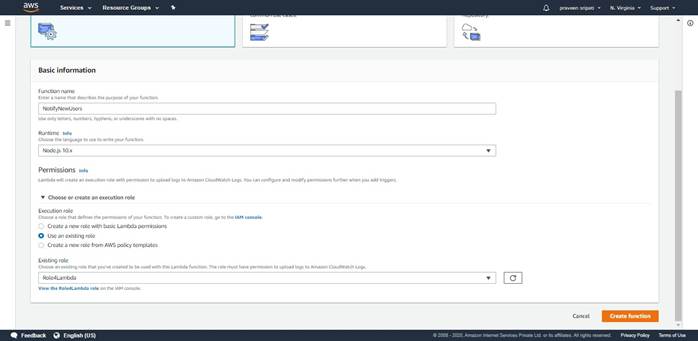 aws
Services
Resource Groups
praveen sripati
N. Virginia
Support
Basic information
Function name
Enter a name that describes the purpose of your function.
NotifyNewUsers
Use only letters, numbers, hyphens, or underscores with no spaces.
Runtime Info
Choose the language to use to write your function.
Node.js 10.x
Permissions Info
Lambda will create an execution role with permission to upload logs to Amazon CloudWatch Logs. You can configure and modify permissions further when you add triggers.
Choose or create an execution role
Execution role
Choose a role that defines the permissions of your function. To create a custom role, go to the IAM console.
Create a new role with basic Lambda permissions
Use an existing role
Create a new role from AWS policy templates
Existing role
Choose an existing role that you've created to be used with this Lambda function. The role must have permission to upload logs to Amazon CloudWatch Logs.
Role4Lambda
View the Role4Lambda role on the IAM console.
Cancel
Create function
Feedback
English (US)
© 2008 - 2020, Amazon Internet Services Private Ltd. or its affiliates. All rights reserved.
Privacy Policy
Terms of Use